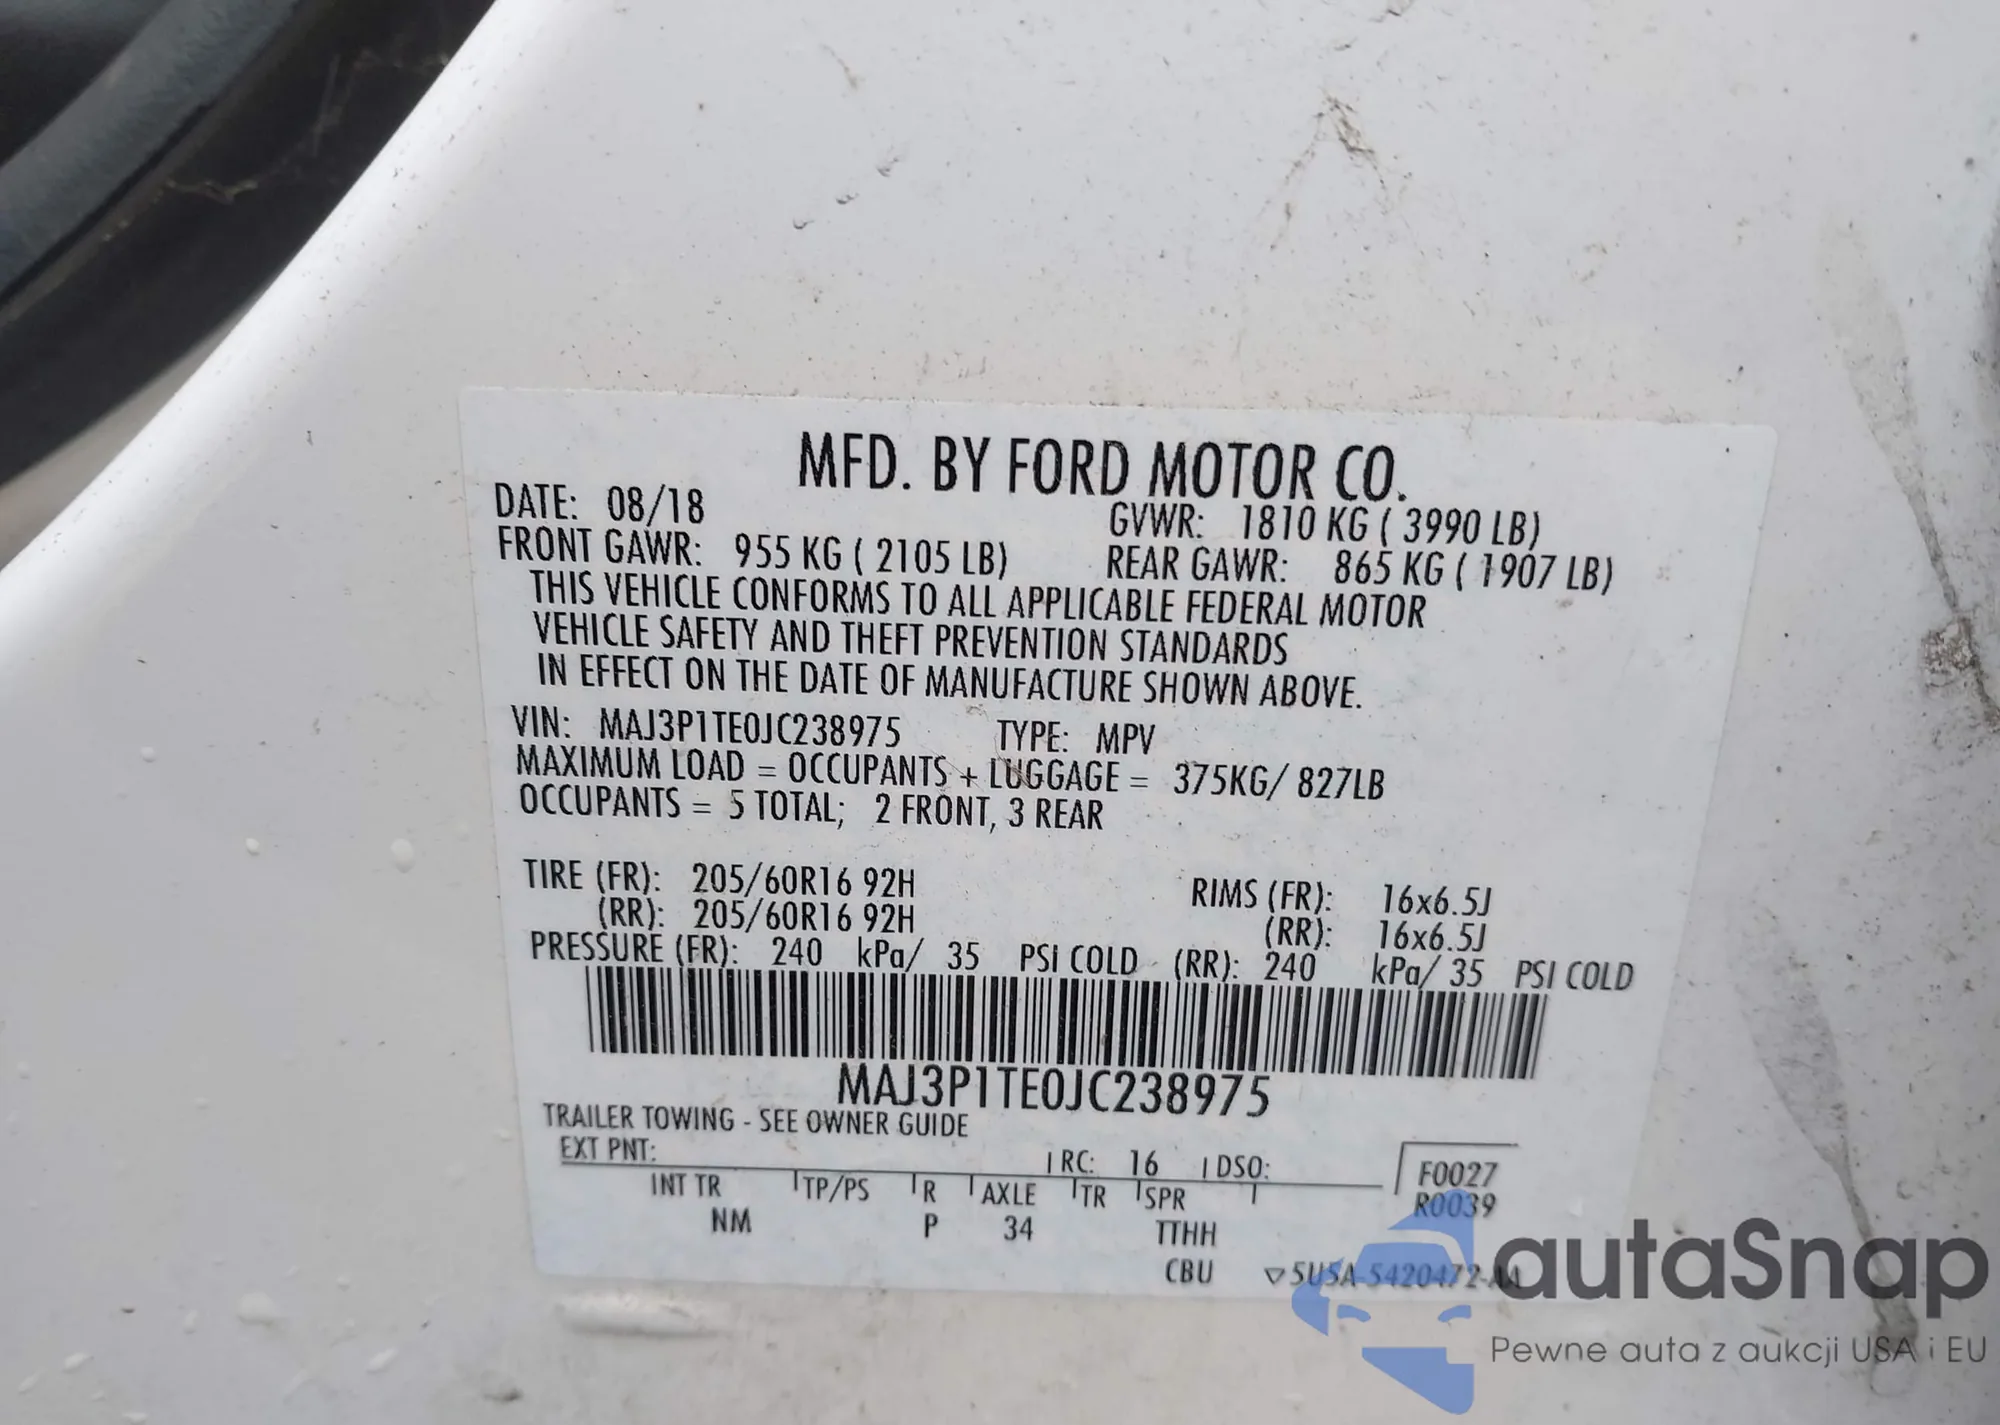 MFD. BY FORD MOTOR CO.
DATE: 08/18 GVWR: 1810 KG ( 3990 LB)
FRONT GAWR: 955 KG ( 2105 LB) REAR GAWR: 865 KG ( 1907 LB)
THIS VEHICLE CONFORMS TO ALL APPLICABLE FEDERAL MOTOR
VEHICLE SAFETY AND THEFT PREVENTION STANDARDS
IN EFFECT ON THE DATE OF MANUFACTURE SHOWN ABOVE.
VIN: MAJ3P1TE0JC238975 TYPE: MPV
MAXIMUM LOAD = OCCUPANTS + LUGGAGE = 375KG/ 827LB
OCCUPANTS = 5 TOTAL; 2 FRONT, 3 REAR
TIRE (FR): 205/60R16 92H RIMS (FR): 16x6.5J
(RR): 205/60R16 92H (RR): 16x6.5J
PRESSURE (FR): 240 kPa/ 35 PSI COLD (RR): 240 kPa/ 35 PSI COLD
MAJ3P1TE0JC238975
TRAILER TOWING - SEE OWNER GUIDE
EXT PNT: RC: 16 DSO: F0027
INT TR TP/PS R AXLE TR SPR R0039
NM P 34 TTHH
CBU ▽5U5A-5420472-AA
autaSnap
Pewne auta z aukcji USA i EU